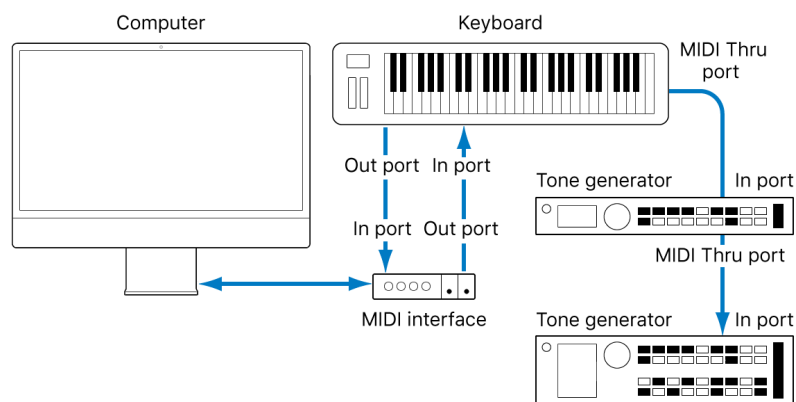 Computer
Keyboard
MIDI Thru
port
Out port
In port
Tone generator
In port
In port
Out port
MIDI Thru port
MIDI interface
Tone generator
In port